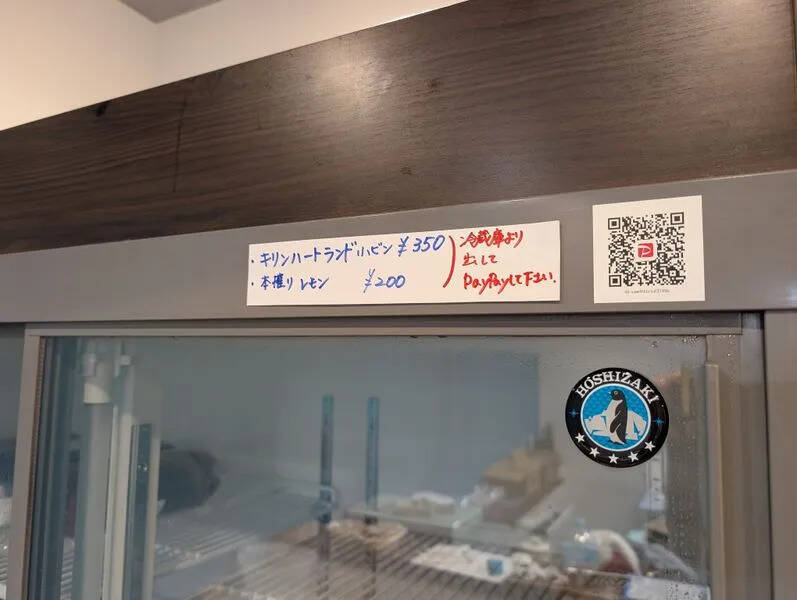 ・キリンハートランド小ビン ¥350
・本搾りレモン ¥200
冷蔵庫より
出して
PayPayして下さい.
HOSHIZAKI